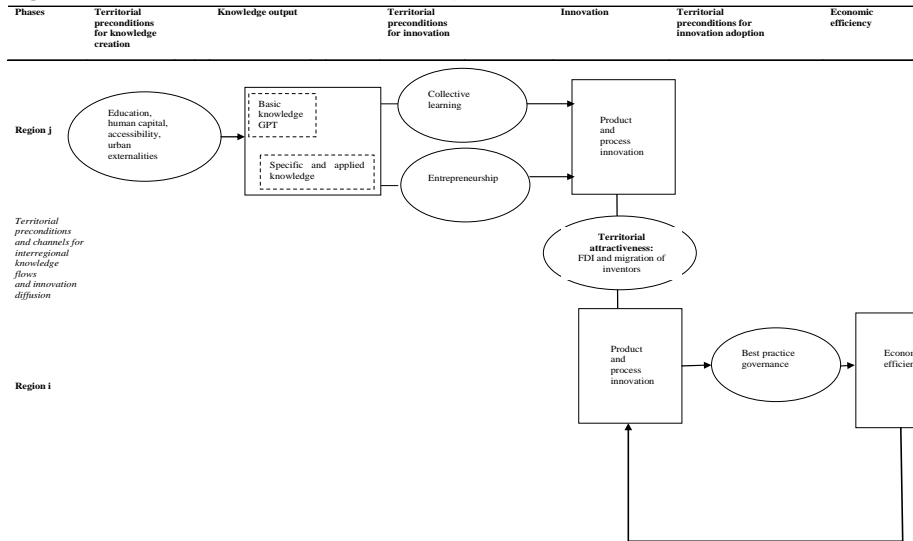 Phases
Territorial
preconditions
for knowledge
creation
Knowledge output
Territorial
preconditions
for innovation
Innovation
Territorial
preconditions for
innovation adoption
Economic
efficiency
Region j
Education,
human capital,
accessibility,
urban
externalities
Basic
knowledge
GPT
Specific and applied
knowledge
Collective
learning
Entrepreneurship
Product
and
process
innovation
Territorial
preconditions
and channels for
interregional
knowledge
flows
and innovation
diffusion
Territorial
attractiveness:
FDI and migration of
inventors
Region i
Product
and
process
innovation
Best practice
governance
Econo
efficien